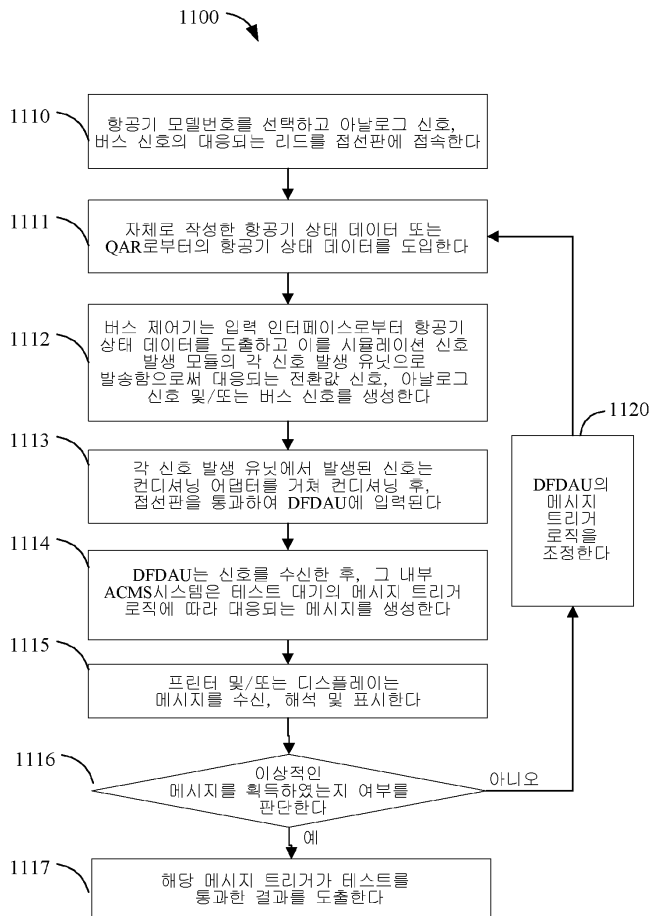 1100
1110
항공기 모델번호를 선택하고 아날로그 신호,
버스 신호의 대응되는 리드를 접선판에 접속한다
1111
자체로 작성한 항공기 상태 데이터 또는
QAR로부터의 항공기 상태 데이터를 도입한다
1112
버스 제어기는 입력 인터페이스로부터 항공기
상태 데이터를 도출하고 이를 시뮬레이션 신호
발생 모듈의 각 신호 발생 유닛으로
발송함으로써 대응되는 전환값 신호, 아날로그
신호 및/또는 버스 신호를 생성한다
1113
각 신호 발생 유닛에서 발생된 신호는
컨디셔닝 어댑터를 거쳐 컨디셔닝 후,
접선판을 통과하여 DFDAU에 입력된다
1114
DFDAU는 신호를 수신한 후, 그 내부
ACMS시스템은 테스트 대기의 메시지 트리거
로직에 따라 대응되는 메시지를 생성한다
1115
프린터 및/또는 디스플레이는
메시지를 수신, 해석 및 표시한다
1116
이상적인
메시지를 획득하였는지 여부를
판단한다
아니오
예
1117
해당 메시지 트리거가 테스트를
통과한 결과를 도출한다
1120
DFDAU의
메시지
트리거
로직을
조정한다